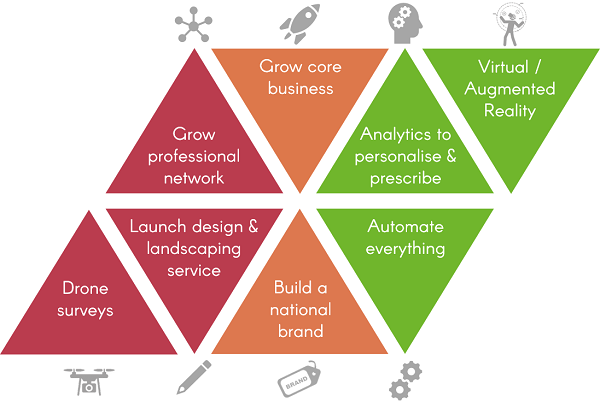 Grow
professional
network
Grow core
business
Analytics to
personalise &
prescribe
Virtual /
Augmented
Reality
Drone
surveys
Launch design &
landscaping
service
Build a
national
brand
Automate
everything
BRAND